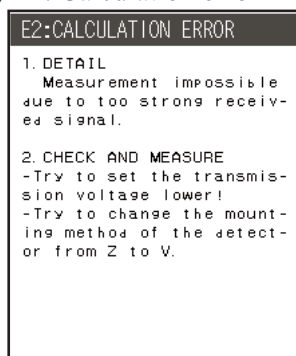 E2:CALCULATION ERROR
1. DETAIL
Measurement impossible
due to too strong receiv-
ed signal.
2. CHECK AND MEASURE
-Try to set the transmis-
sion voltage lower!
-Try to change the mount-
ing method of the detect-
or from Z to V.